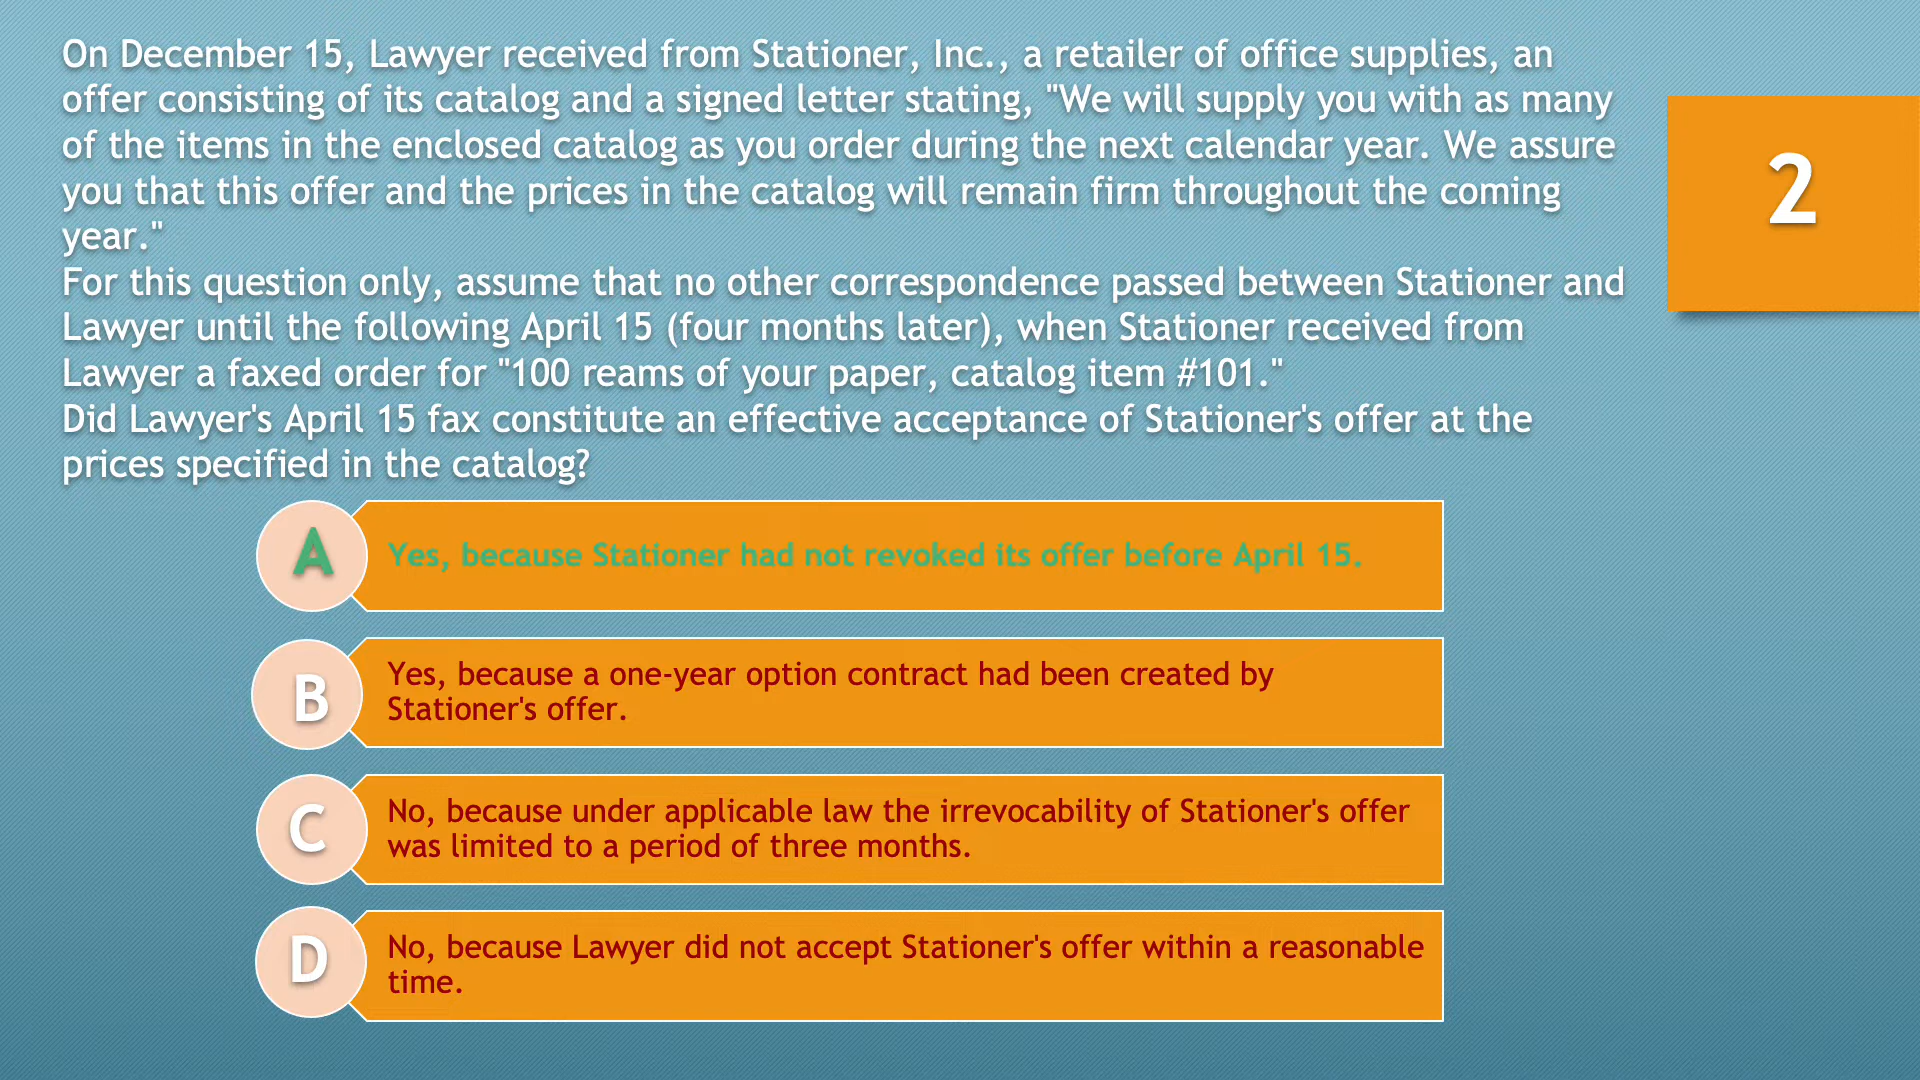 On December 15, Lawyer received from Stationer, Inc., a retailer of office supplies, an
offer consisting of its catalog and a signed letter stating, "We will supply you with as many
of the items in the enclosed catalog as you order during the next calendar year. We assure
you that this offer and the prices in the catalog will remain firm throughout the coming
year."
For this question only, assume that no other correspondence passed between Stationer and
Lawyer until the following April 15 (four months later), when Stationer received from
Lawyer a faxed order for "100 reams of your paper, catalog item #101."
Did Lawyer's April 15 fax constitute an effective acceptance of Stationer's offer at the
prices specified in the catalog?
2
A
Yes, because Stationer had not revoked its offer before April 15.
B
Yes, because a one-year option contract had been created by
Stationer's offer.
C
No, because under applicable law the irrevocability of Stationer's offer
was limited to a period of three months.
D
No, because Lawyer did not accept Stationer's offer within a reasonable
time.